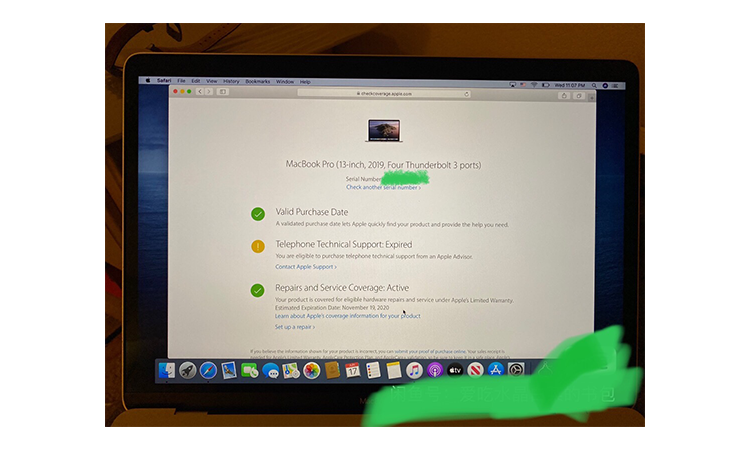 Safari File Edit View History Bookmarks Window Help Wed 11:07 PM
checkcoverage.apple.com
MacBook Pro (13-inch, 2019, Four Thunderbolt 3 ports)
Serial Number
Check another serial number ›
Valid Purchase Date
A validated purchase date lets Apple quickly find your product and provide the help you need.
! Telephone Technical Support: Expired
You are eligible to purchase telephone technical support from an Apple Advisor.
Contact Apple Support ›
Repairs and Service Coverage: Active
Your product is covered for eligible hardware repairs and service under Apple's Limited Warranty.
Estimated Expiration Date: November 19, 2020
Learn about Apple's coverage information for your product
Set up a repair ›
If you believe the information shown for your product is incorrect, you can submit your proof of purchase online. Your sales receipt is
17
tv